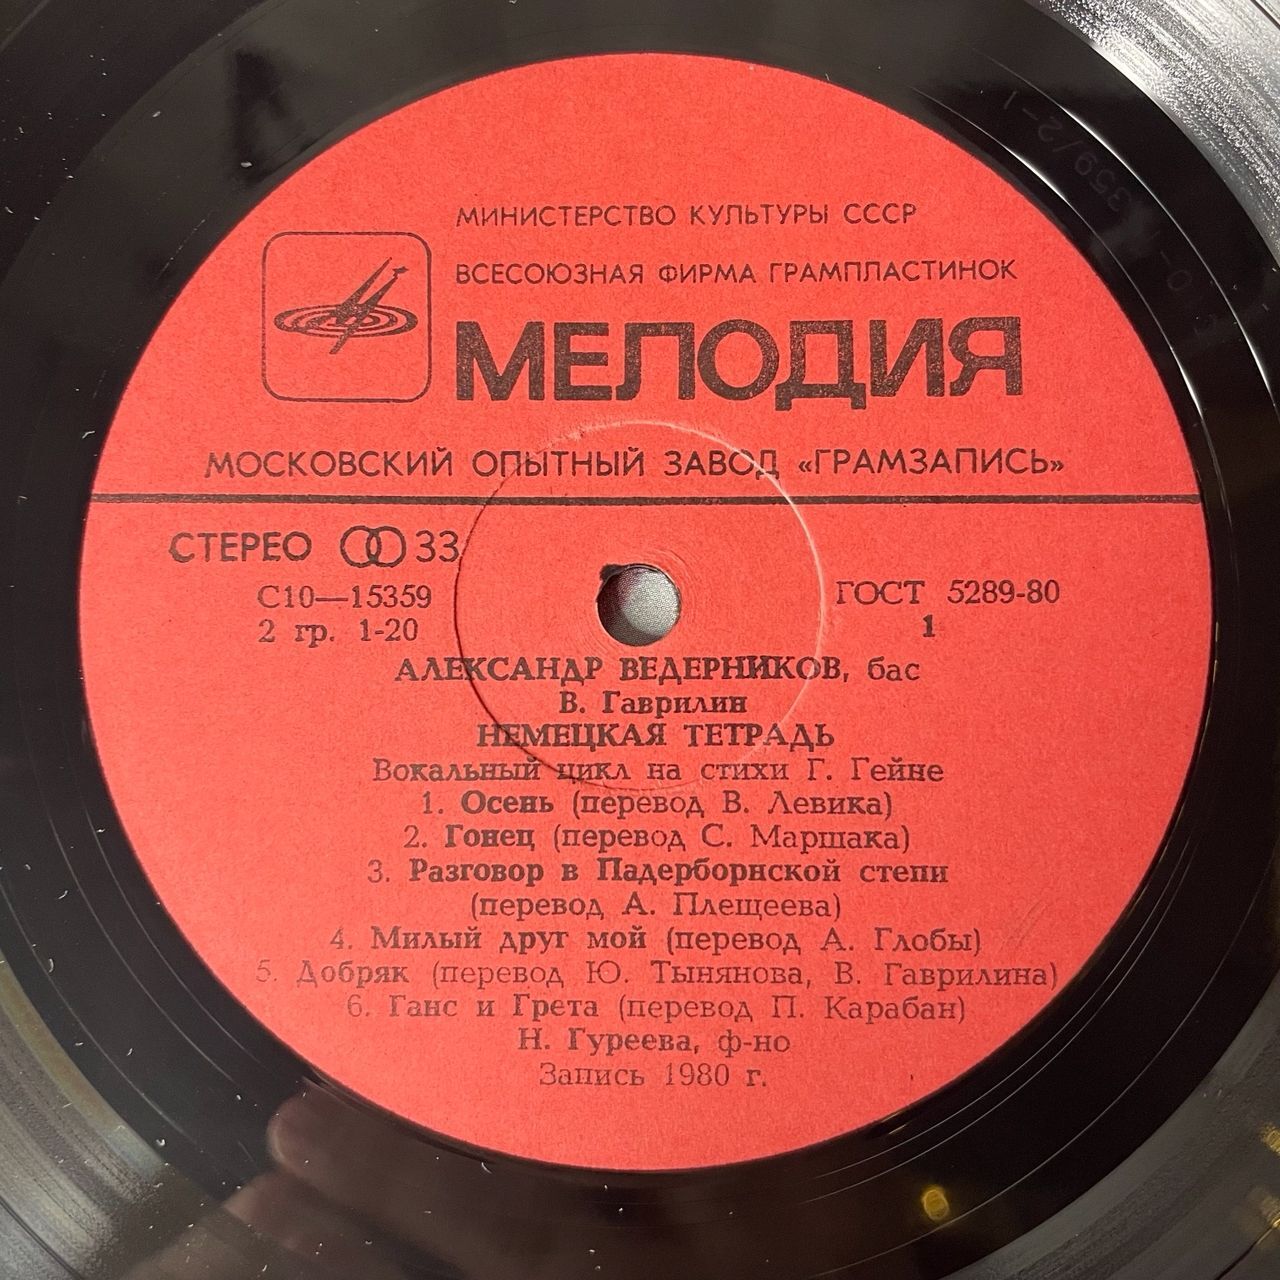 МИНИСТЕРСТВО КУЛЬТУРЫ СССР
ВСЕСОЮЗНАЯ ФИРМА ГРАМПЛАСТИНОК
МЕЛОДИЯ
МОСКОВСКИЙ ОПЫТНЫЙ ЗАВОД «ГРАМЗАПИСЬ»
СТЕРЕО 33
С10—15359
2 гр. 1-20
ГОСТ 5289-80
1
АЛЕКСАНДР ВЕДЕРНИКОВ, бас
В. Гаврилин
НЕМЕЦКАЯ ТЕТРАДЬ
Вокальный цикл на стихи Г. Гейне
1. Осень (перевод В. Левика)
2. Гонец (перевод С. Маршака)
3. Разговор в Падерборнской степи
(перевод А. Плещеева)
4. Милый друг мой (перевод А. Глобы)
5. Добряк (перевод Ю. Тынянова, В. Гаврилина)
6. Ганс и Грета (перевод П. Карабан)
Н. Гуреева, ф-но
Запись 1980 г.